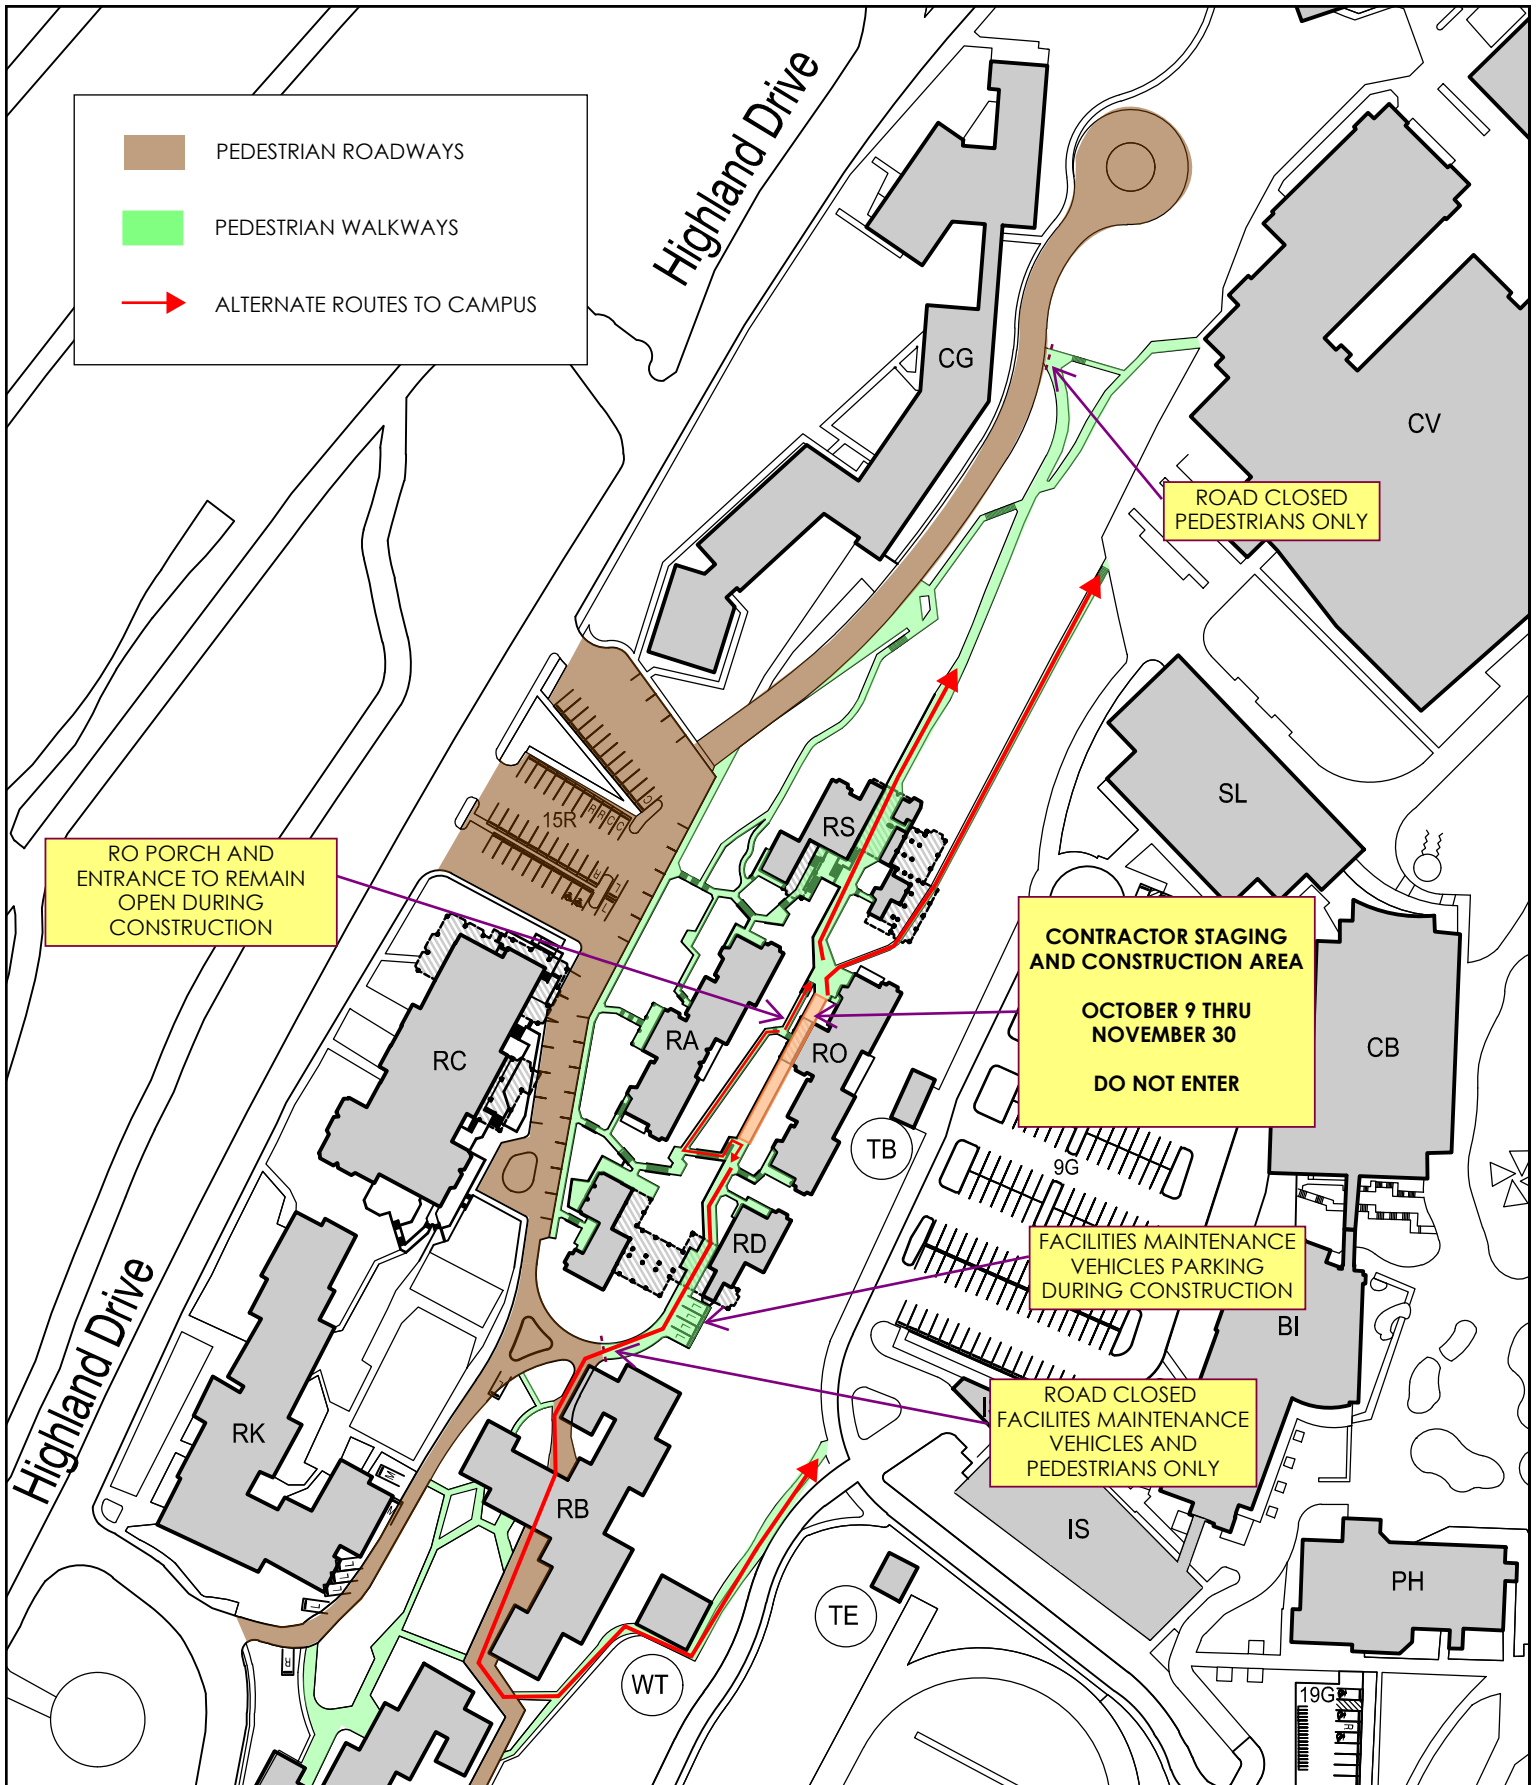 PEDESTRIAN ROADWAYS
PEDESTRIAN WALKWAYS
ALTERNATE ROUTES TO CAMPUS
Highland Drive
CG
CV
ROAD CLOSED
PEDESTRIANS ONLY
SL
15R
R
R
C
C
C
RS
RO PORCH AND
ENTRANCE TO REMAIN
OPEN DURING
CONSTRUCTION
CONTRACTOR STAGING
AND CONSTRUCTION AREA
OCTOBER 9 THRU
NOVEMBER 30
DO NOT ENTER
RC
RA
RO
CB
TB
9G
RD
FACILITIES MAINTENANCE
VEHICLES PARKING
DURING CONSTRUCTION
BI
Highland Drive
RK
ROAD CLOSED
FACILITES MAINTENANCE
VEHICLES AND
PEDESTRIANS ONLY
RB
IS
PH
TE
WT
19G